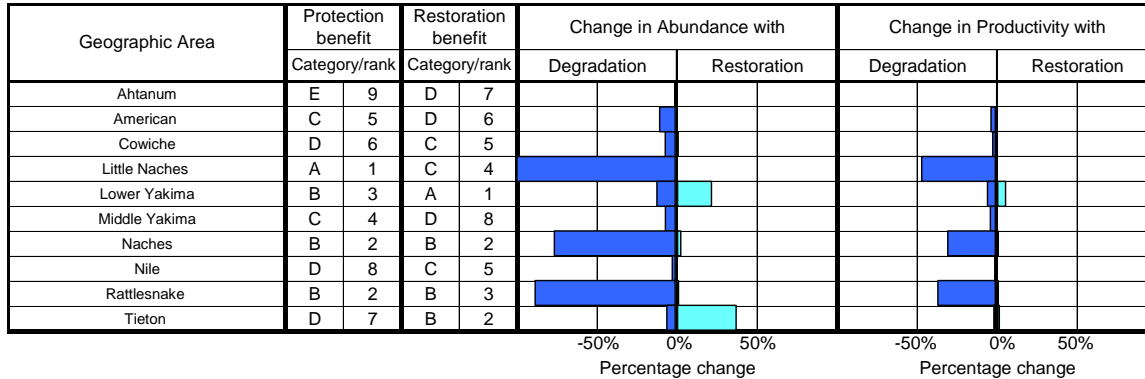 Geographic Area
Protection benefit
Restoration benefit
Change in Abundance with
Change in Productivity with
Category/rank Category/rank Degradation Restoration Degradation Restoration
Ahtanum E 9 D 7
American C 5 D 6
Cowiche D 6 C 5
Little Naches A 1 C 4
Lower Yakima B 3 A 1
Middle Yakima C 4 D 8
Naches B 2 B 2
Nile D 8 C 5
Rattlesnake B 2 B 3
Tieton D 7 B 2
-50% 0% 50% -50% 0% 50%
Percentage change Percentage change